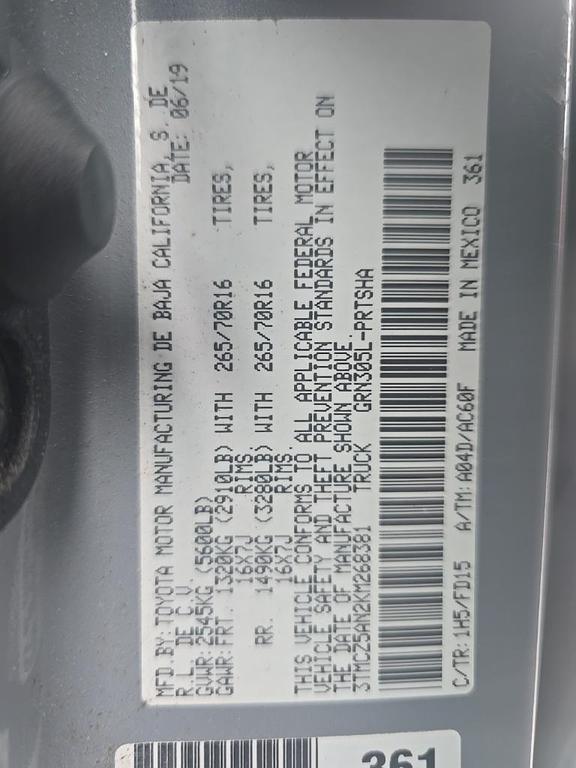 MFD.BY:TOYOTA MOTOR MANUFACTURING DE BAJA CALIFORNIA, S. DE
R. L. DE C.V. DATE: 06/19
GVWR: 2545KG (5600LB)
GAWR:FRT. 1320KG (2910LB) WITH 265/70R16 TIRES,
16X7J RIMS,
RR. 1490KG (3280LB) WITH 265/70R16 TIRES,
16X7J RIMS.
THIS VEHICLE CONFORMS TO ALL APPLICABLE FEDERAL MOTOR
VEHICLE SAFETY AND THEFT PREVENTION STANDARDS IN EFFECT ON
THE DATE OF MANUFACTURE SHOWN ABOVE.
3TMCZ5AN2KM268381 TRUCK GRN305L-PRTSHA
C/TR: 1H5/FD15 A/TM: A04D/AC60F MADE IN MEXICO 361
361